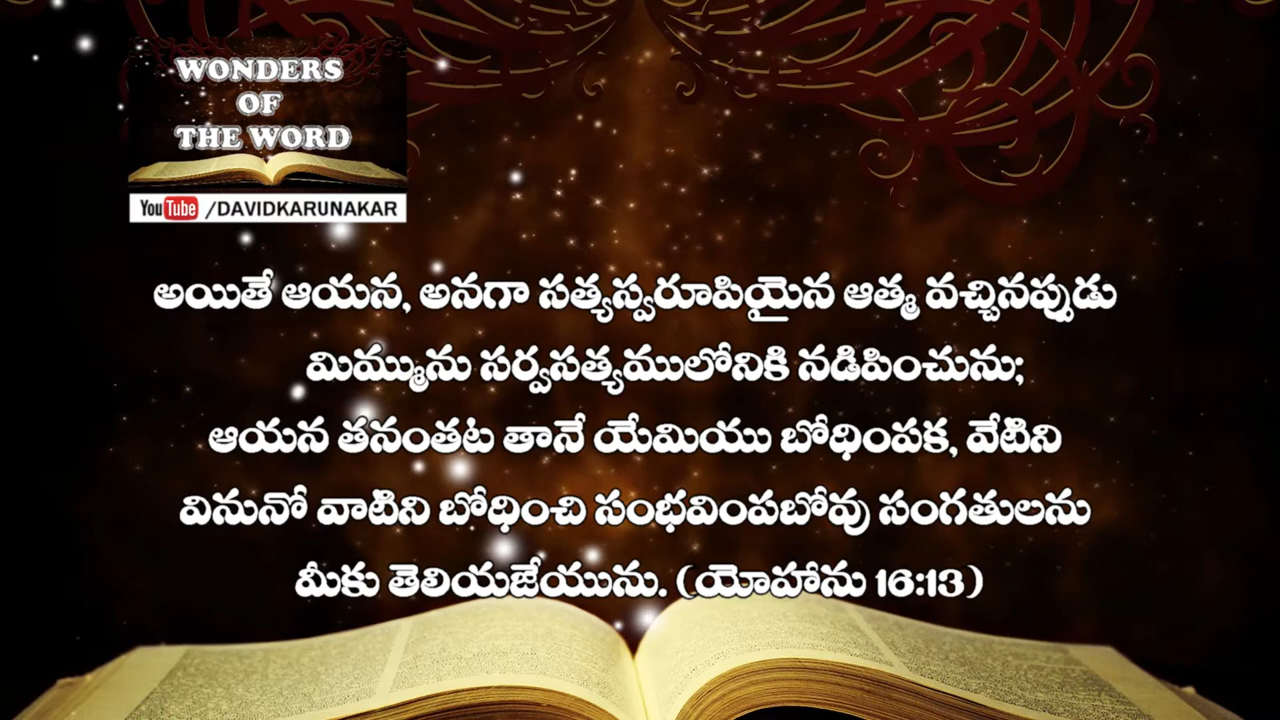 WONDERS
OF
THE WORD
YouTube /DAVIDKARUNAKAR
అయితే ఆయన, అనగా సత్యస్వరూపియైన ఆత్మ వచ్చినప్పుడు
మిమ్మును సర్వసత్యములోనికి నడిపించును;
ఆయన తనంతట తానే యేమియు బోధింపక, వేటిని
వినునో వాటిని బోధించి సంభవింపబోవు సంగతులను
మీకు తెలియజేయును. (యోహాను 16:13)